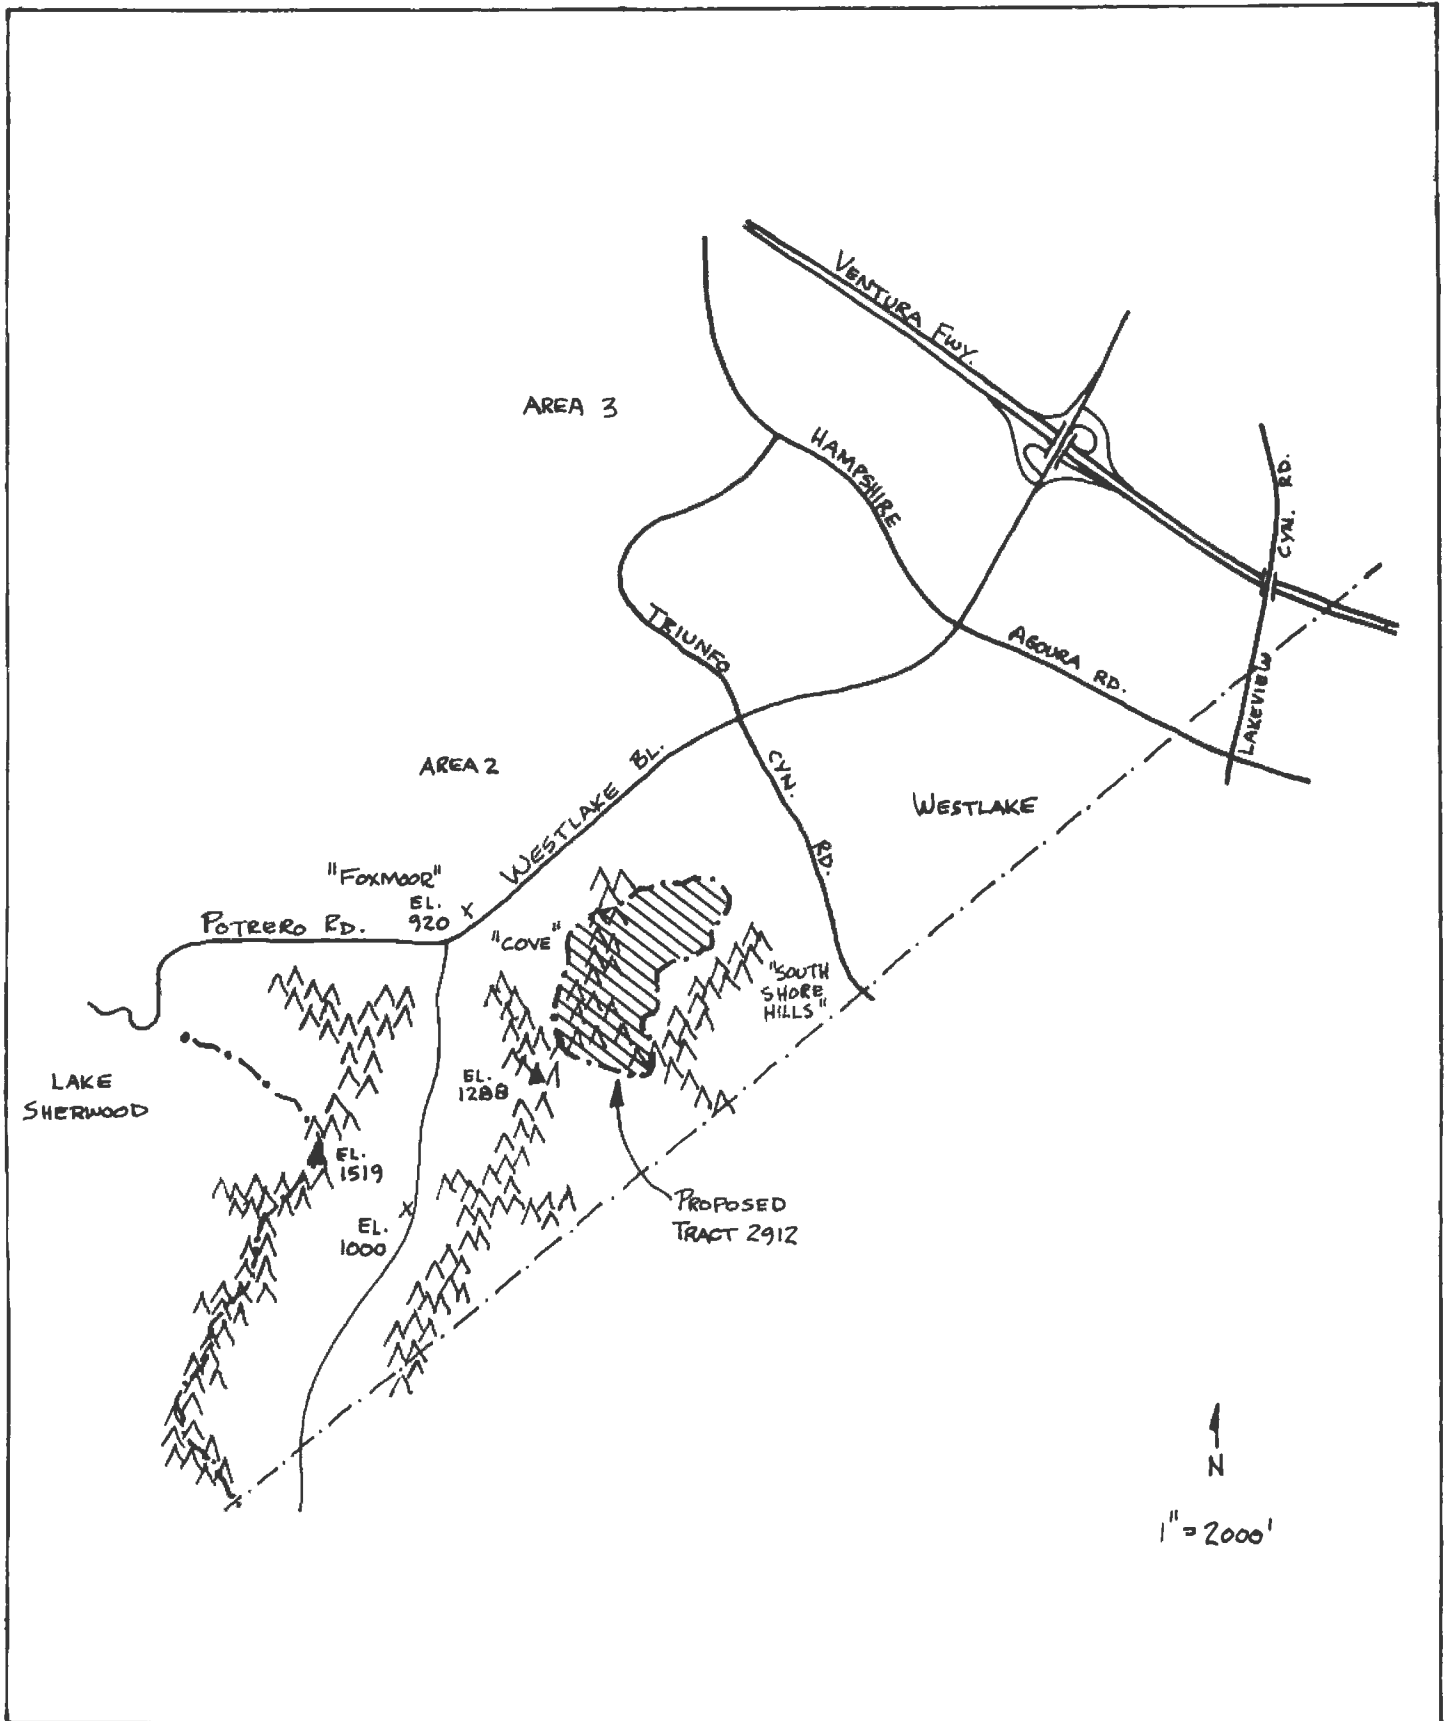 VENTURA FWY.
AREA 3
HAMPSHIRE
CYN. RD.
TRIUNFO
AGOURA RD.
LAKEVIEW
AREA 2
WESTLAKE BL.
CYN.
WESTLAKE
RD.
"FOXMOOR"
EL.
920
POTRERO RD.
"COVE"
"SOUTH
SHORE
HILLS"
LAKE
SHERWOOD
EL.
1288
EL.
1519
PROPOSED
TRACT 2912
EL.
1000
N
1" = 2000'